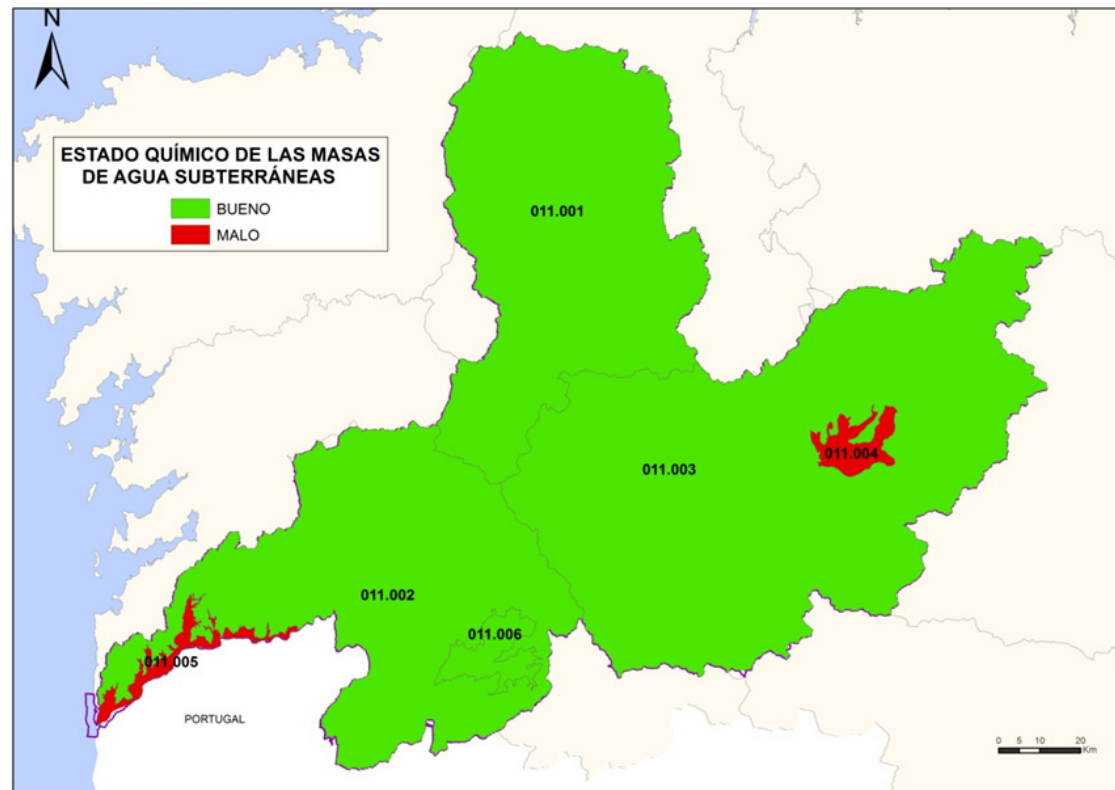 N
ESTADO QUÍMICO DE LAS MASAS
DE AGUA SUBTERRÁNEAS
BUENO
MALO
011.001
011.004
011.003
011.002
011.006
011.005
PORTUGAL
0 5 10 20
Km